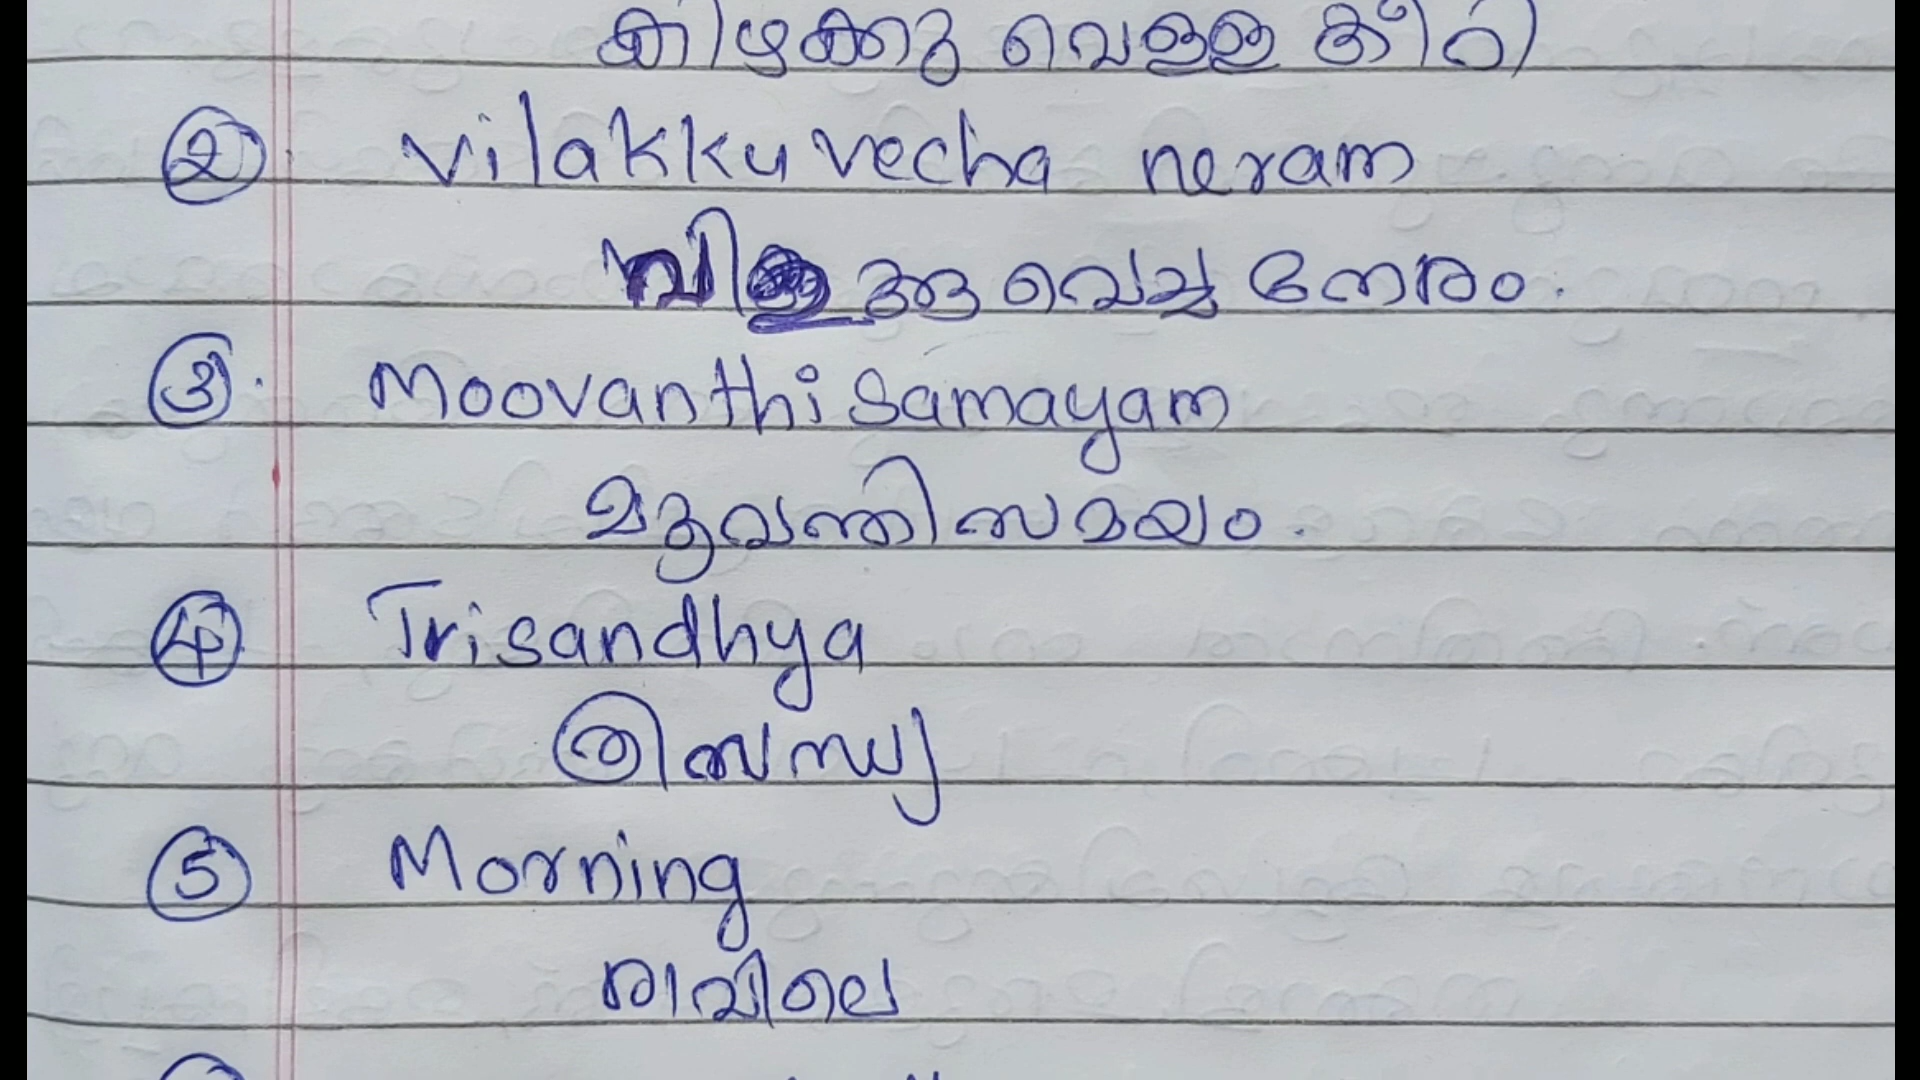 കിഴക്കു വെള്ള കീറി
2 Vilakku vecha neram
വിളക്കു വെച്ച നേരം.
3. Moovanthi samayam
മൂവന്തി സമയം.
4 Trisandhya
ത്രിസന്ധ്യ
5 Morning
രാവിലെ